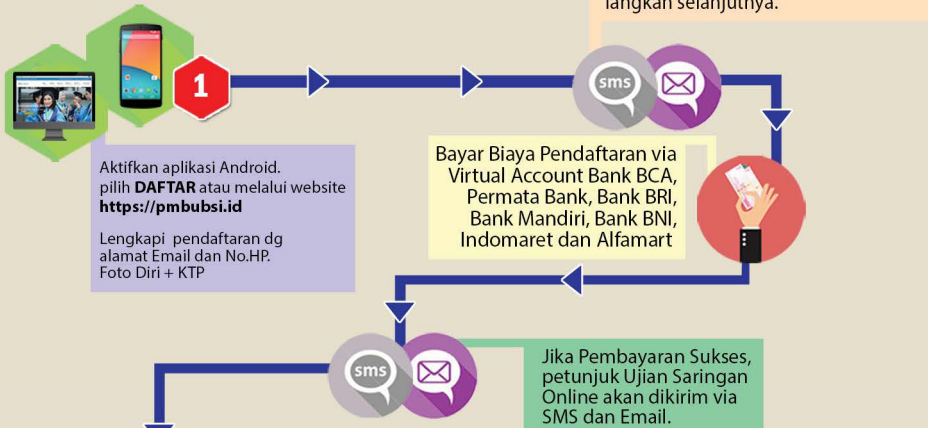 langkah selanjutnya.
1
sms
Aktifkan aplikasi Android.
pilih DAFTAR atau melalui website
https://pmbubsi.id
Lengkapi pendaftaran dg
alamat Email dan No.HP.
Foto Diri + KTP
Bayar Biaya Pendaftaran via
Virtual Account Bank BCA,
Permata Bank, Bank BRI,
Bank Mandiri, Bank BNI,
Indomaret dan Alfamart
sms
Jika Pembayaran Sukses,
petunjuk Ujian Saringan
Online akan dikirim via
SMS dan Email.